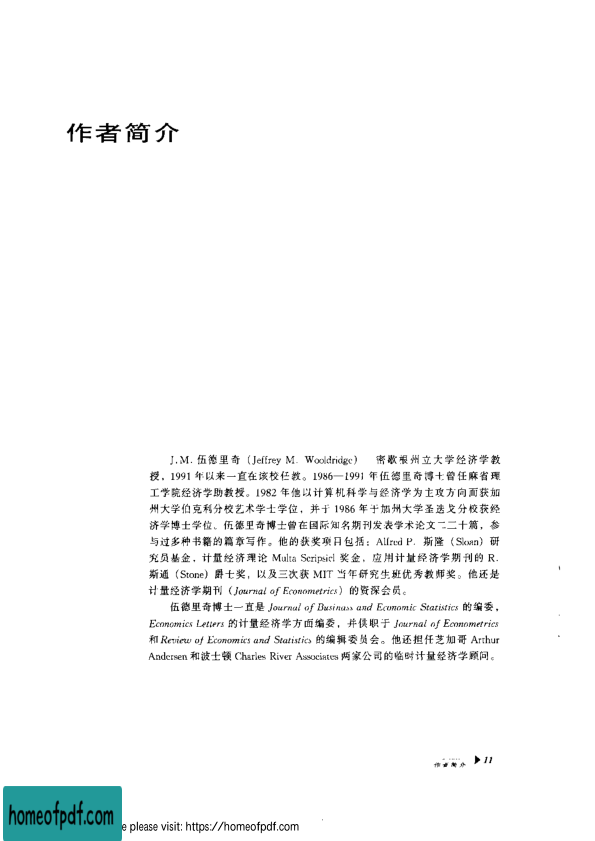 作者简介
J.M. 伍德里奇（Jeffrey M. Wooldridge） 密歇根州立大学经济学教
授，1991 年以来一直在该校任教。1986—1991 年伍德里奇博士曾任麻省理
工学院经济学助教授。1982 年他以计算机科学与经济学为主攻方向而获加
州大学伯克利分校艺术学士学位，并于 1986 年于加州大学圣迭戈分校获经
济学博士学位。伍德里奇博士曾在国际知名期刊发表学术论文二十篇，参
与过多种书籍的篇章写作。他的获奖项目包括：Alfred P. 斯隆（Sloan）研
究员基金，计量经济理论 Multa Scripsicl 奖金，应用计量经济学期刊的 R.
斯通（Stone）爵士奖，以及三次获 MIT 当年研究生班优秀教师奖。他还是
计量经济学期刊（Journal of Econometrics）的资深会员。
伍德里奇博士一直是 Journal of Business and Economic Statistics 的编委，
Economics Letters 的计量经济学方面编委，并供职于 Journal of Econometrics
和 Review of Economics and Statistics 的编辑委员会。他还担任芝加哥 Arthur
Andersen 和波士顿 Charles River Associates 两家公司的临时计量经济学顾问。
作者简介 ▶11
homeofpdf.com
e please visit: https://homeofpdf.com